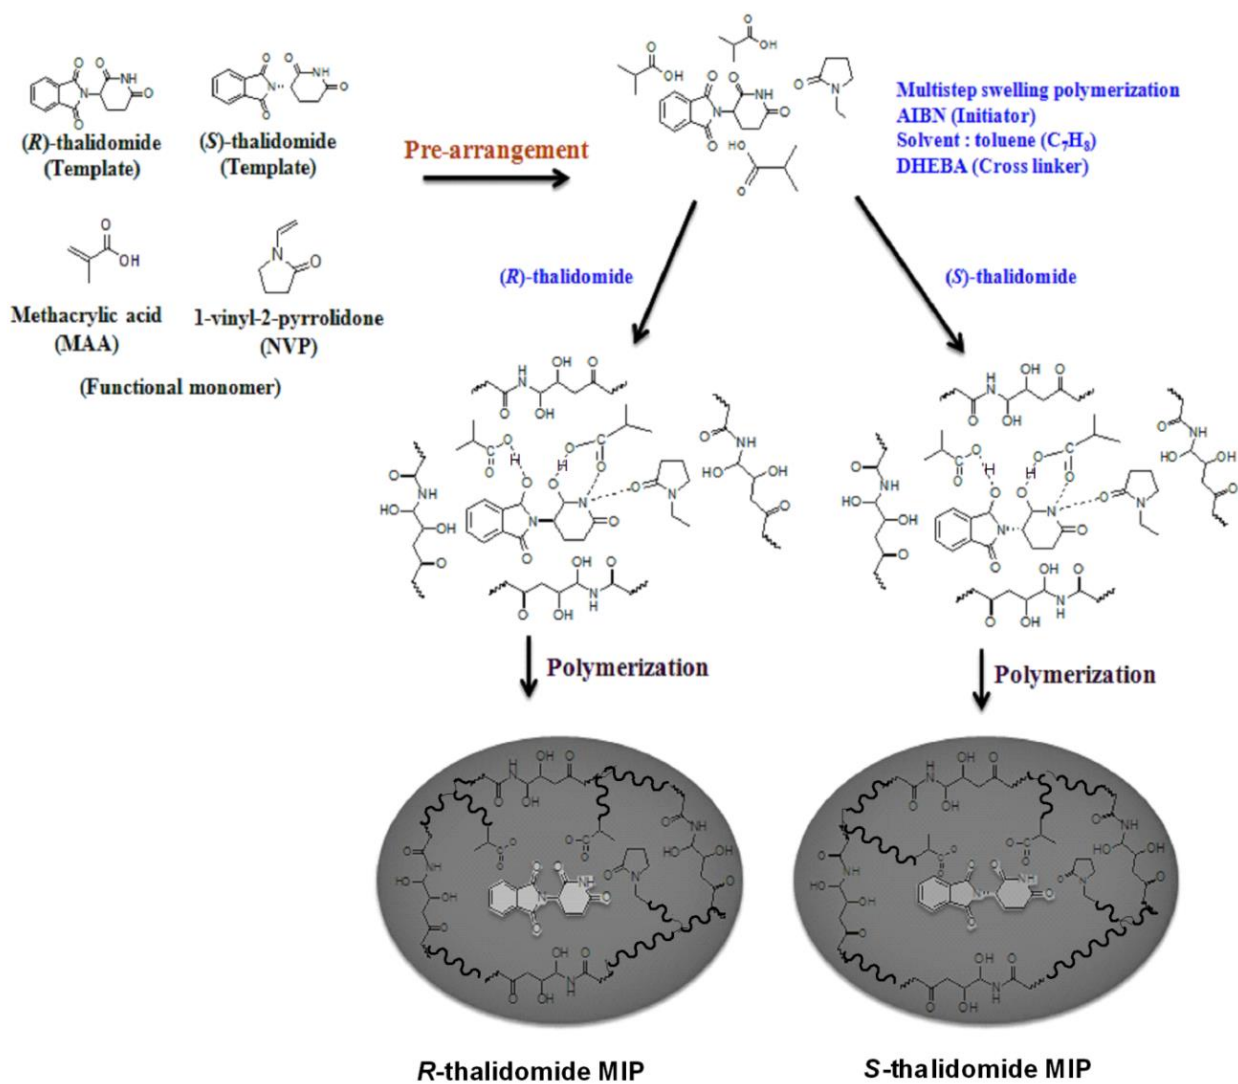 (R)-thalidomide
(Template)
(S)-thalidomide
(Template)
Pre-arrangement
Multistep swelling polymerization
AIBN (Initiator)
Solvent : toluene (C₇H₈)
DHEBA (Cross linker)
Methacrylic acid
(MAA)
1-vinyl-2-pyrrolidone
(NVP)
(Functional monomer)
(R)-thalidomide
(S)-thalidomide
Polymerization
Polymerization
R-thalidomide MIP
S-thalidomide MIP